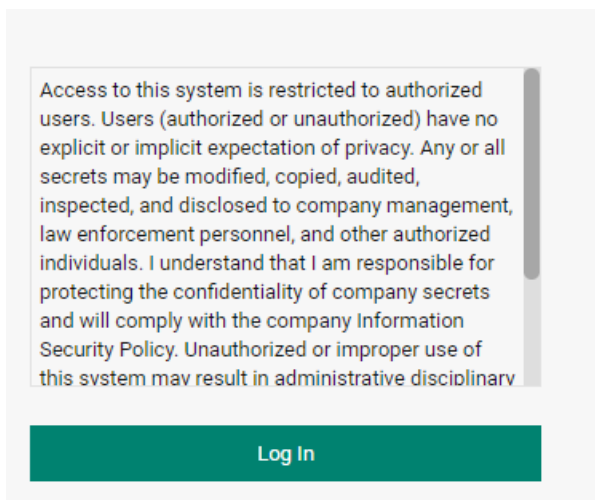 Access to this system is restricted to authorized
users. Users (authorized or unauthorized) have no
explicit or implicit expectation of privacy. Any or all
secrets may be modified, copied, audited,
inspected, and disclosed to company management,
law enforcement personnel, and other authorized
individuals. I understand that I am responsible for
protecting the confidentiality of company secrets
and will comply with the company Information
Security Policy. Unauthorized or improper use of
this system may result in administrative disciplinary
Log In